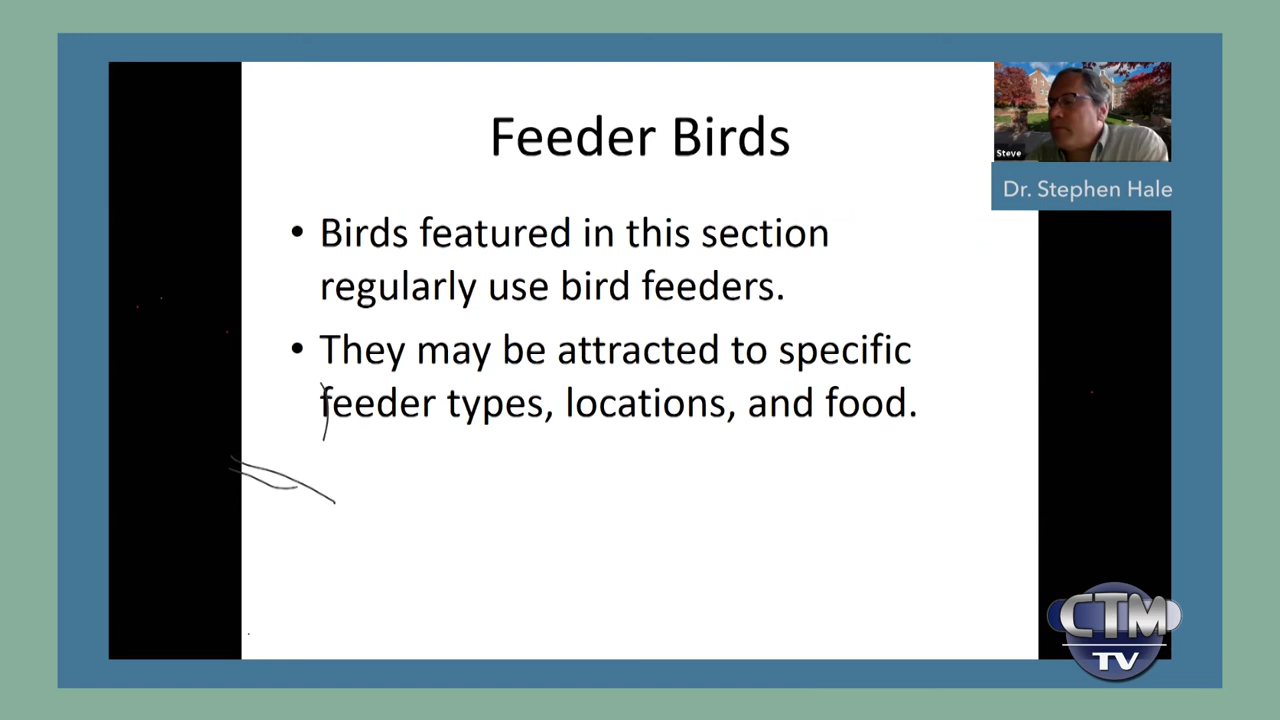 Feeder Birds
Steve
Dr. Stephen Hale
• Birds featured in this section
regularly use bird feeders.
• They may be attracted to specific
feeder types, locations, and food.
CTM
TV